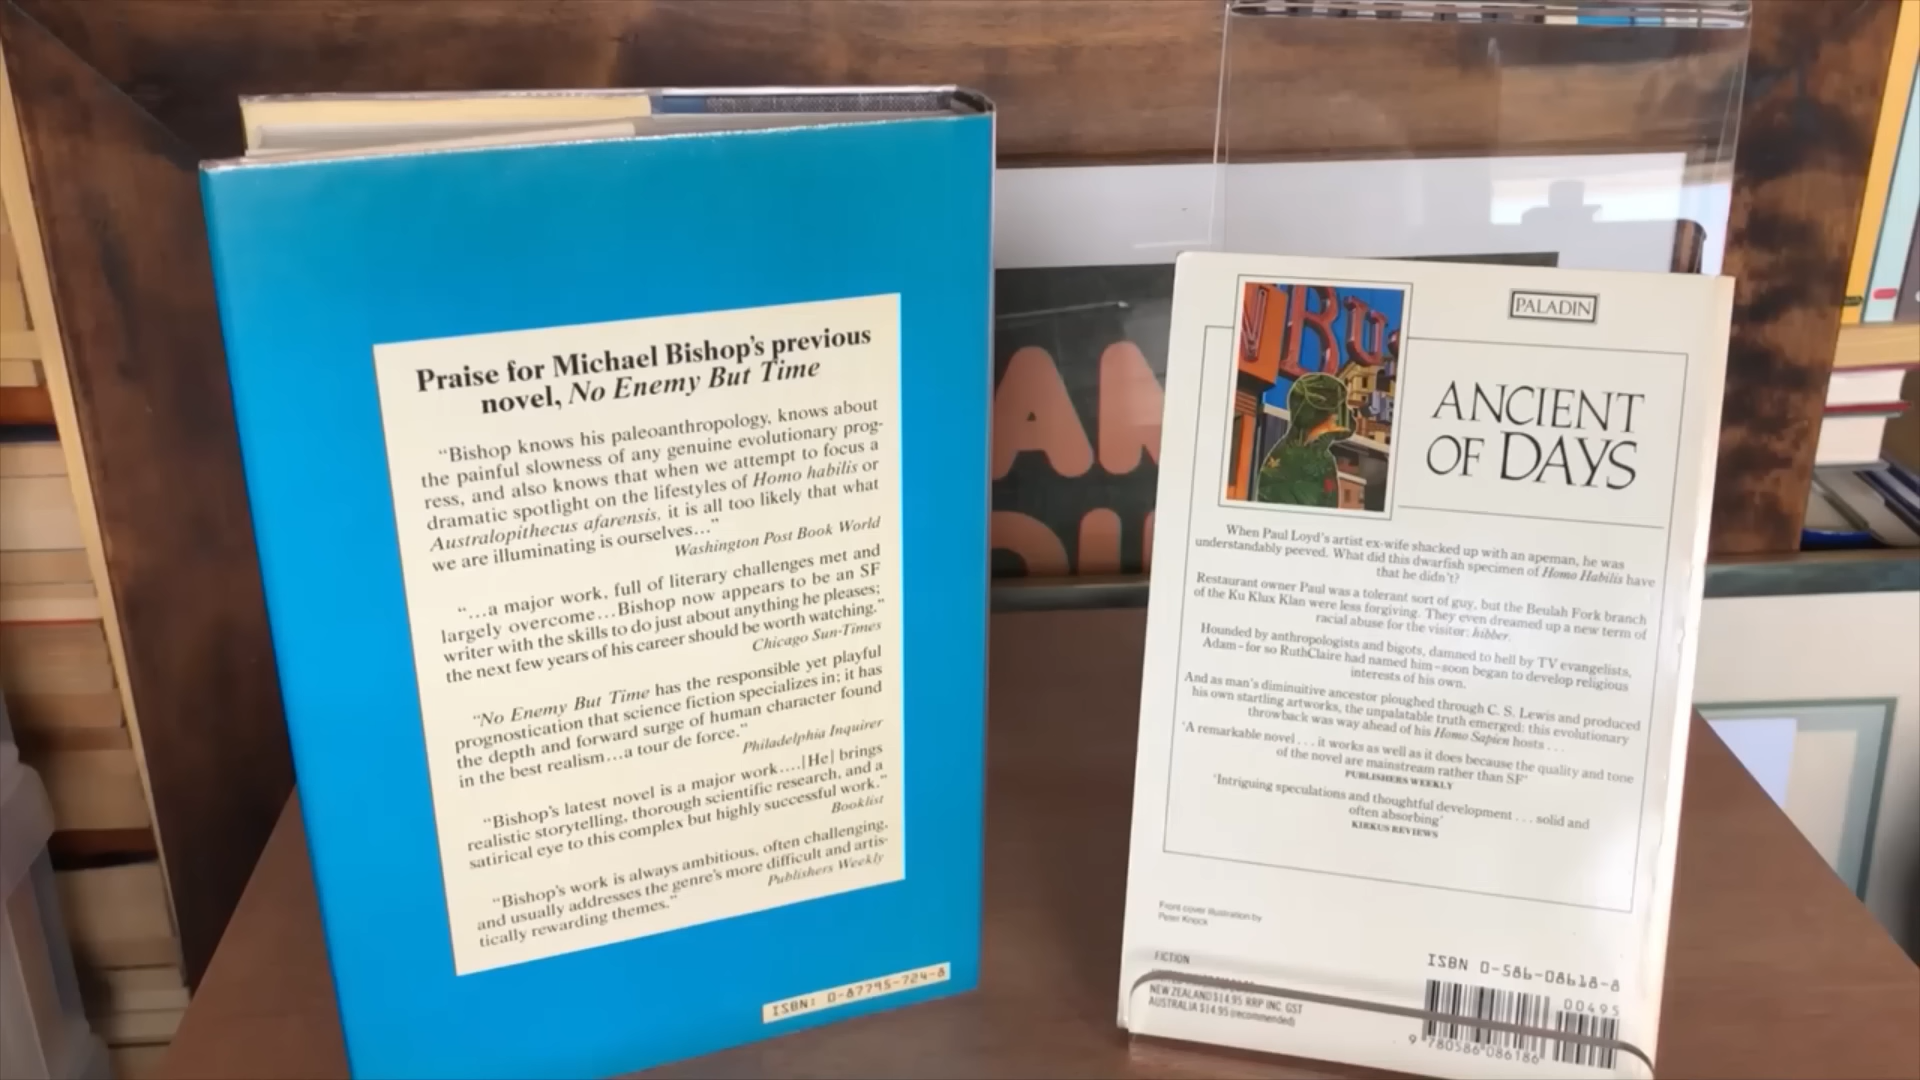 Praise for Michael Bishop's previous
novel, No Enemy But Time
"Bishop knows his paleoanthropology, knows about
the painful slowness of any genuine evolutionary prog-
ress, and also knows that when we attempt to focus a
dramatic spotlight on the lifestyles of Homo habilis or
Australopithecus afarensis, it is all too likely that what
we are illuminating is ourselves..."
Washington Post Book World
"...a major work, full of literary challenges met and
largely overcome...Bishop now appears to be an SF
writer with the skills to do just about anything he pleases;
the next few years of his career should be worth watching."
Chicago Sun-Times
"No Enemy But Time has the responsible yet playful
prognostication that science fiction specializes in; it has
the depth and forward surge of human character found
in the best realism...a tour de force."
Philadelphia Inquirer
"Bishop's latest novel is a major work....[He] brings
realistic storytelling, thorough scientific research, and a
satirical eye to this complex but highly successful work."
Booklist
"Bishop's work is always ambitious, often challenging,
and usually addresses the genre's more difficult and artis-
tically rewarding themes."
Publishers Weekly
ISBN: 0-87795-724-8
AM
PALADIN
ANCIENT
OF DAYS
When Paul Loyd's artist ex-wife shacked up with an apeman, he was
understandably peeved. What did this dwarfish specimen of Homo Habilis have
that he didn't?
Restaurant owner Paul was a tolerant sort of guy, but the Beulah Fork branch
of the Ku Klux Klan were less forgiving. They even dreamed up a new term of
racial abuse for the visitor: hibber.
Hounded by anthropologists and bigots, damned to hell by TV evangelists,
Adam – for so RuthClaire had named him – soon began to develop religious
interests of his own.
And as man's diminutive ancestor ploughed through C. S. Lewis and produced
his own startling artworks, the unpalatable truth emerged: this evolutionary
throwback was way ahead of his Homo Sapien hosts . . .
'A remarkable novel . . . it works as well as it does because the quality and tone
of the novel are mainstream rather than SF'
PUBLISHERS WEEKLY
'Intriguing speculations and thoughtful development . . . solid and
often absorbing'
KIRKUS REVIEWS
Front cover illustration by
Peter Knock
FICTION
NEW ZEALAND $14.95 RRP INC. GST
AUSTRALIA $14.95 (recommended)
ISBN 0-586-08618-8
00495
9 780586 086186